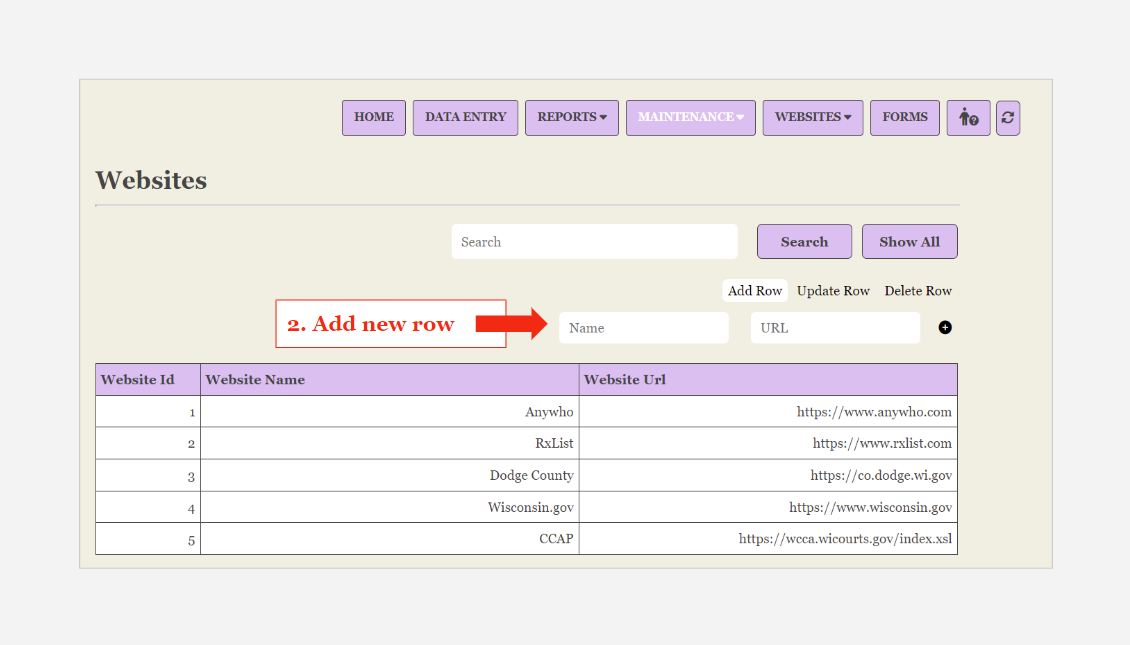 HOME DATA ENTRY REPORTS MAINTENANCE WEBSITES FORMS ?
Websites
Search Search Show All
Add Row Update Row Delete Row
2. Add new row Name URL
Website Id Website Name Website Url
1 Anywho https://www.anywho.com
2 RxList https://www.rxlist.com
3 Dodge County https://co.dodge.wi.gov
4 Wisconsin.gov https://www.wisconsin.gov
5 CCAP https://wcca.wicourts.gov/index.xsl